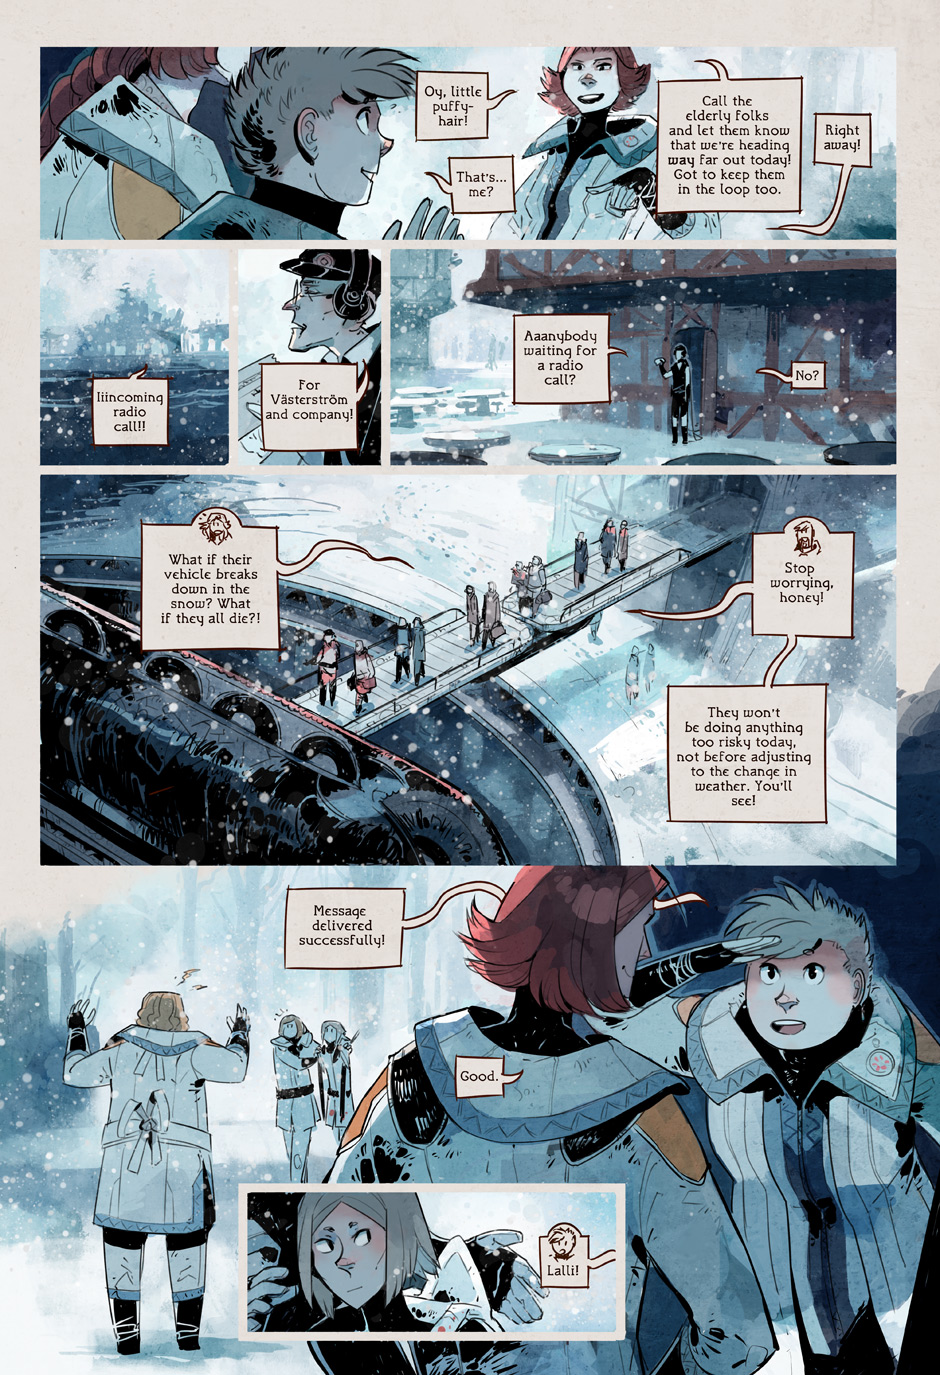 Oy, little
puffy-
hair!
That's...
me?
Call the
elderly folks
and let them know
that we're heading
way far out today!
Got to keep them
in the loop too.
Right
away!
Iiincoming
radio
call!!
For
Västerström
and company!
Aaanybody
waiting for
a radio
call?
No?
What if their
vehicle breaks
down in the
snow? What
if they all die?!
Stop
worrying,
honey!
They won't
be doing anything
too risky today,
not before adjusting
to the change in
weather. You'll
see!
Message
delivered
successfully!
Good.
Lalli!